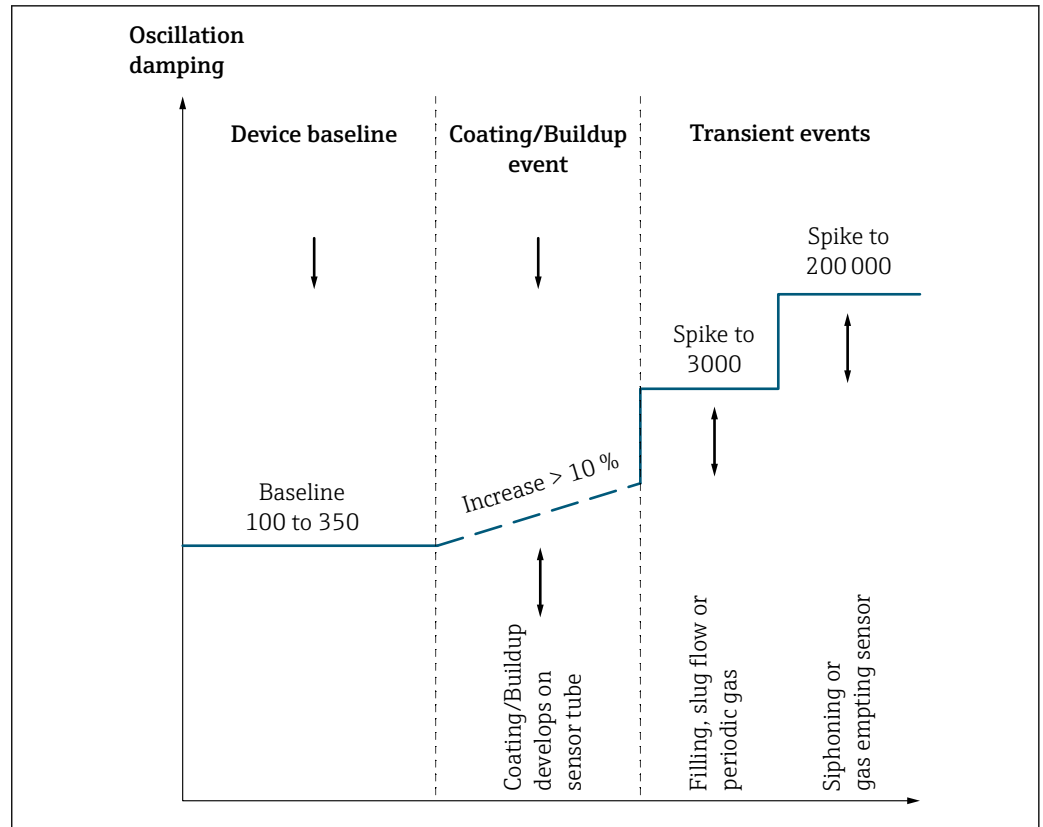 Oscillation
damping
Device baseline
Coating/Buildup
event
Transient events
Spike to
200 000
Spike to
3000
Increase > 10 %
Baseline
100 to 350
Coating/Buildup
develops on
sensor tube
Filling, slug flow or
periodic gas
Siphoning or
gas emptying sensor